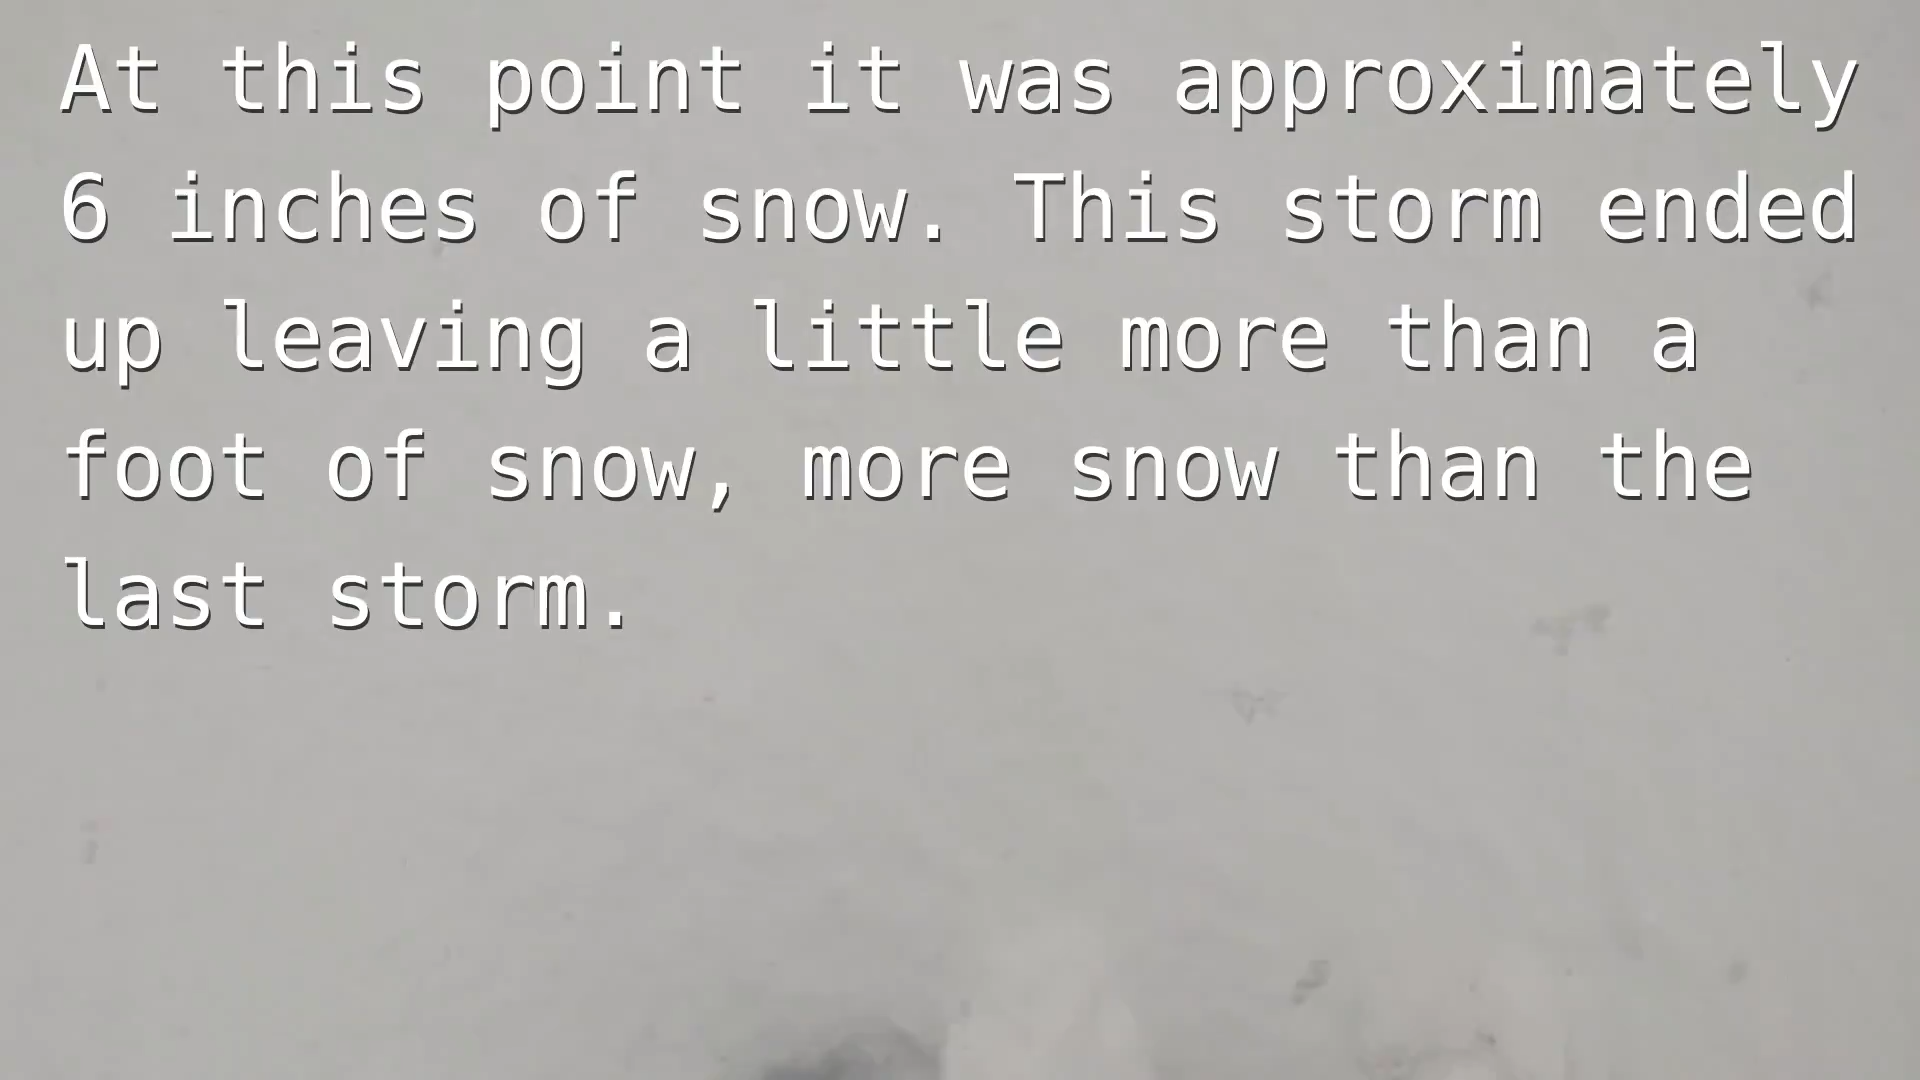 At this point it was approximately
6 inches of snow. This storm ended
up leaving a little more than a
foot of snow, more snow than the
last storm.